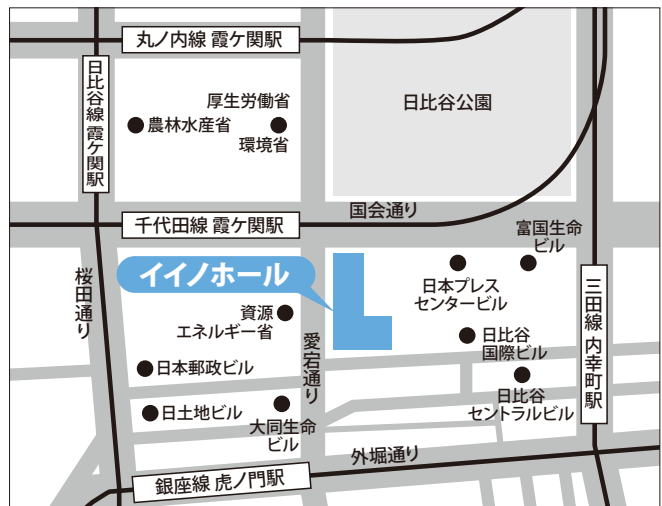 丸ノ内線 霞ケ関駅
日比谷線 霞ケ関駅
厚生労働省
農林水産省
環境省
日比谷公園
国会通り
千代田線 霞ケ関駅
富国生命
ビル
イイノホール
日本プレス
センタービル
桜田通り
資源
エネルギー省
愛宕通り
日比谷
国際ビル
三田線 内幸町駅
日本郵政ビル
日比谷
セントラルビル
日土地ビル
大同生命
ビル
外堀通り
銀座線 虎ノ門駅